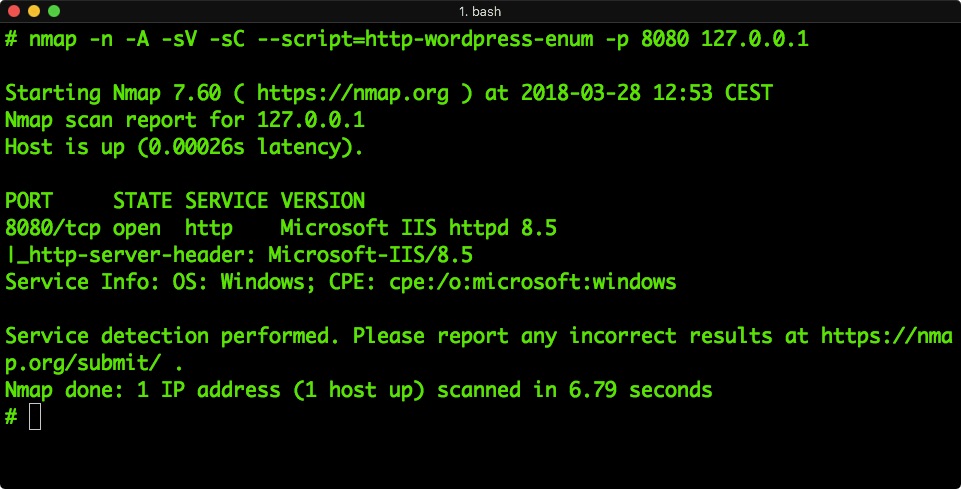 1. bash
# nmap -n -A -sV -sC --script=http-wordpress-enum -p 8080 127.0.0.1
Starting Nmap 7.60 ( https://nmap.org ) at 2018-03-28 12:53 CEST
Nmap scan report for 127.0.0.1
Host is up (0.00026s latency).
PORT     STATE SERVICE VERSION
8080/tcp open  http    Microsoft IIS httpd 8.5
|_http-server-header: Microsoft-IIS/8.5
Service Info: OS: Windows; CPE: cpe:/o:microsoft:windows
Service detection performed. Please report any incorrect results at https://nma
p.org/submit/ .
Nmap done: 1 IP address (1 host up) scanned in 6.79 seconds
#